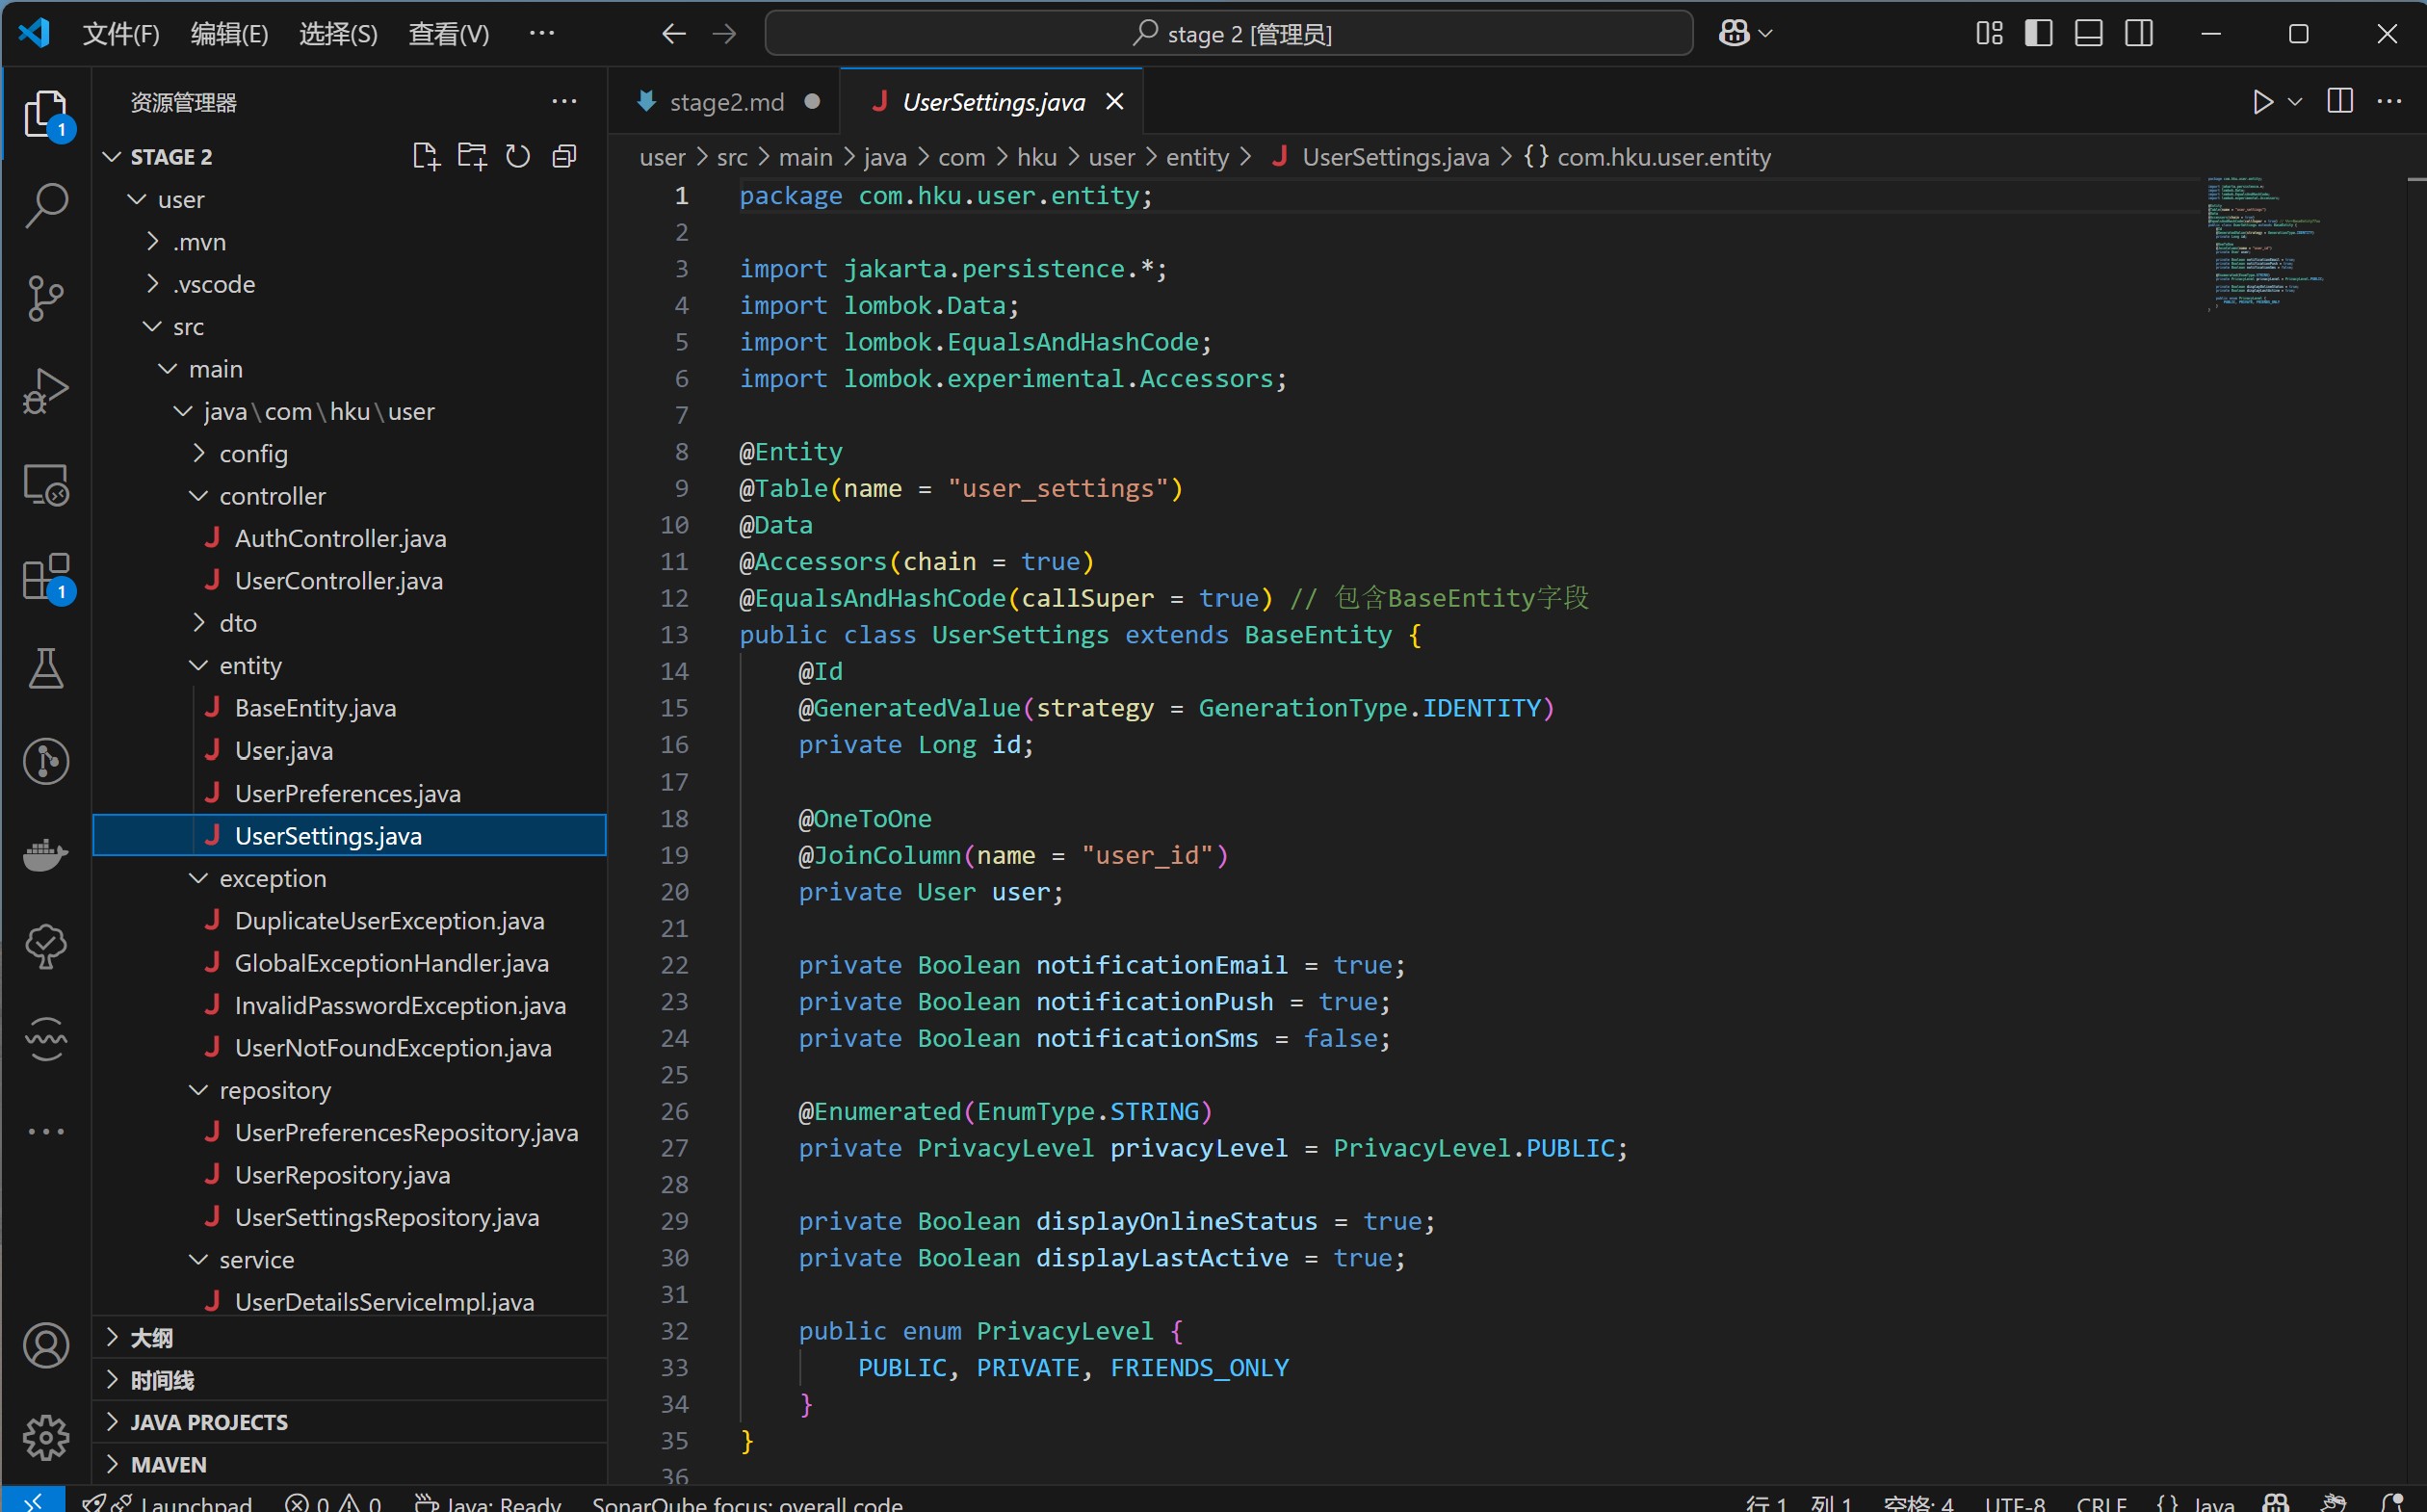 文件(F) 编辑(E) 选择(S) 查看(V) ··· stage 2 [管理员]
资源管理器
STAGE 2
user
.mvn
.vscode
src
main
java\com\hku\user
config
controller
AuthController.java
UserController.java
dto
entity
BaseEntity.java
User.java
UserPreferences.java
UserSettings.java
exception
DuplicateUserException.java
GlobalExceptionHandler.java
InvalidPasswordException.java
UserNotFoundException.java
repository
UserPreferencesRepository.java
UserRepository.java
UserSettingsRepository.java
service
UserDetailsServiceImpl.java
大纲
时间线
JAVA PROJECTS
MAVEN
1
1
stage2.md UserSettings.java
user > src > main > java > com > hku > user > entity > UserSettings.java > {} com.hku.user.entity
1 package com.hku.user.entity;
2
3 import jakarta.persistence.*;
4 import lombok.Data;
5 import lombok.EqualsAndHashCode;
6 import lombok.experimental.Accessors;
7
8 @Entity
9 @Table(name = "user_settings")
10 @Data
11 @Accessors(chain = true)
12 @EqualsAndHashCode(callSuper = true) // 包含BaseEntity字段
13 public class UserSettings extends BaseEntity {
14 @Id
15 @GeneratedValue(strategy = GenerationType.IDENTITY)
16 private Long id;
17
18 @OneToOne
19 @JoinColumn(name = "user_id")
20 private User user;
21
22 private Boolean notificationEmail = true;
23 private Boolean notificationPush = true;
24 private Boolean notificationSms = false;
25
26 @Enumerated(EnumType.STRING)
27 private PrivacyLevel privacyLevel = PrivacyLevel.PUBLIC;
28
29 private Boolean displayOnlineStatus = true;
30 private Boolean displayLastActive = true;
31
32 public enum PrivacyLevel {
33 PUBLIC, PRIVATE, FRIENDS_ONLY
34 }
35 }
36
Launchpad 0 0 Java: Ready SonarQube focus: overall code 行 1, 列 1 空格: 4 UTF-8 CRLF {} Java